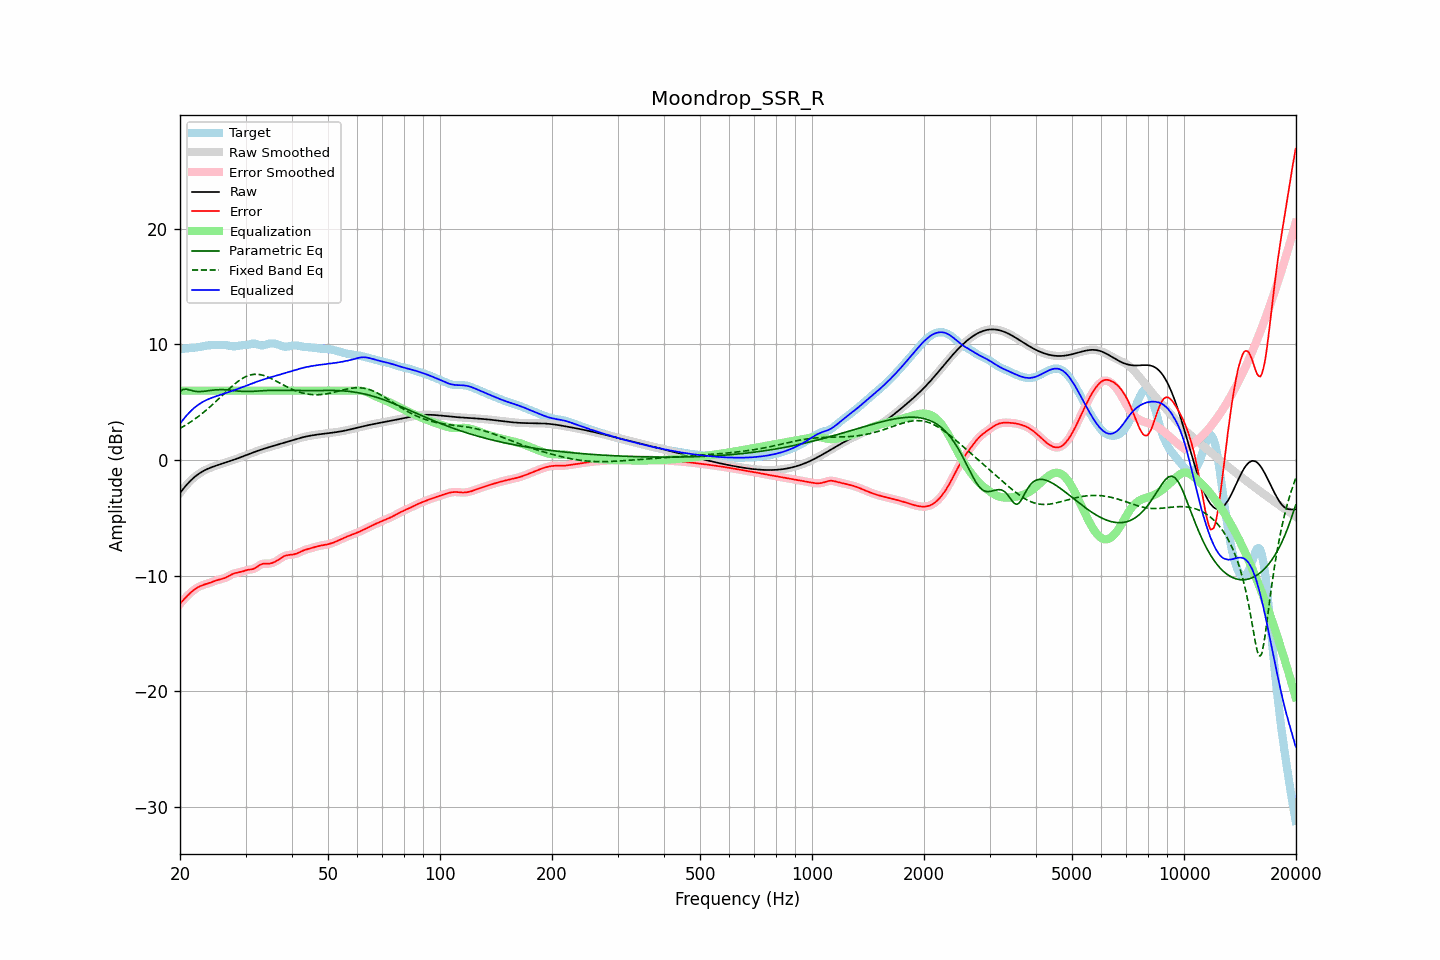 Moondrop_SSR_R
Target
Raw Smoothed
Error Smoothed
Raw
Error
Equalization
Parametric Eq
Fixed Band Eq
Equalized
20
10
0
−10
−20
−30
Amplitude (dBr)
20
50
100
200
500
1000
2000
5000
10000
20000
Frequency (Hz)